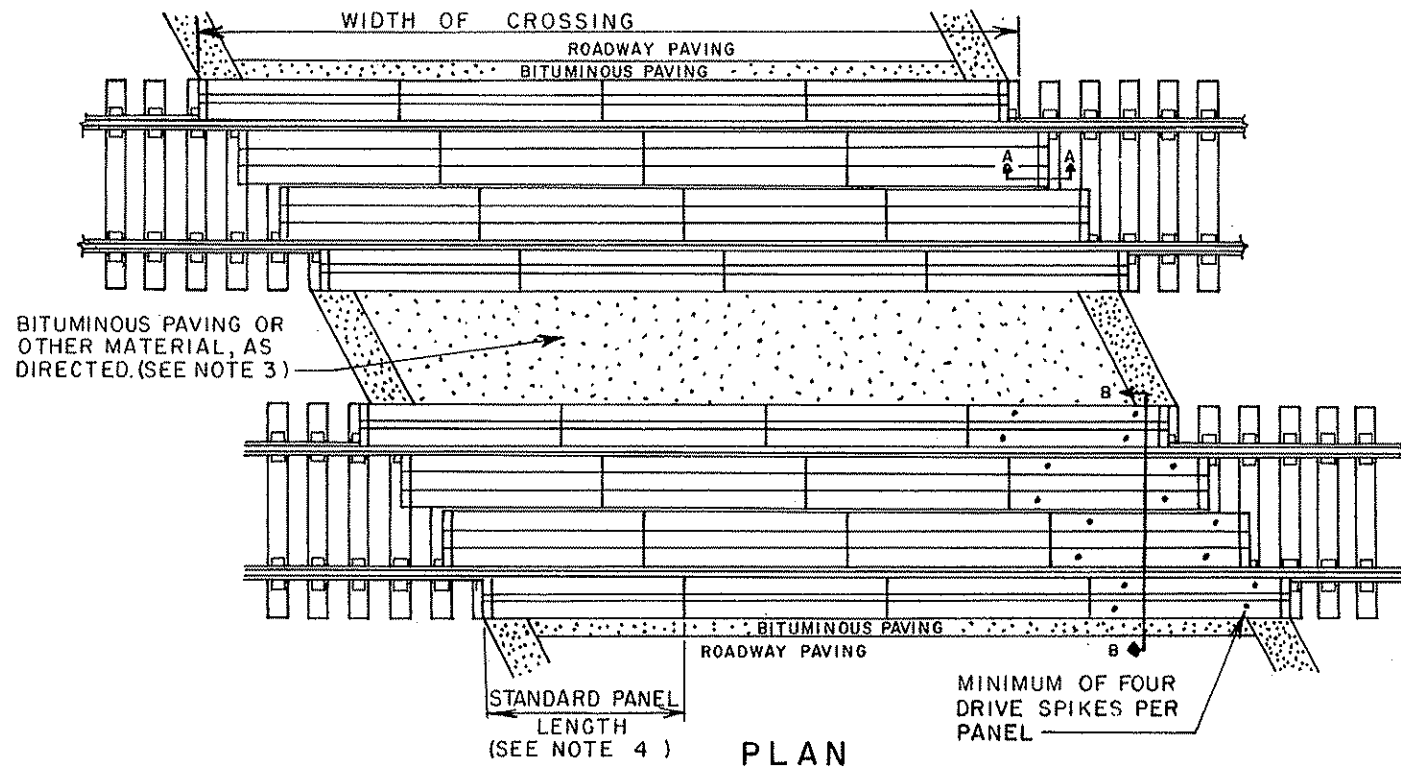 WIDTH OF CROSSING
ROADWAY PAVING
BITUMINOUS PAVING
A A
BITUMINOUS PAVING OR
OTHER MATERIAL, AS
DIRECTED. (SEE NOTE 3)
B
BITUMINOUS PAVING
ROADWAY PAVING
B
STANDARD PANEL
LENGTH
(SEE NOTE 4 )
MINIMUM OF FOUR
DRIVE SPIKES PER
PANEL
PLAN